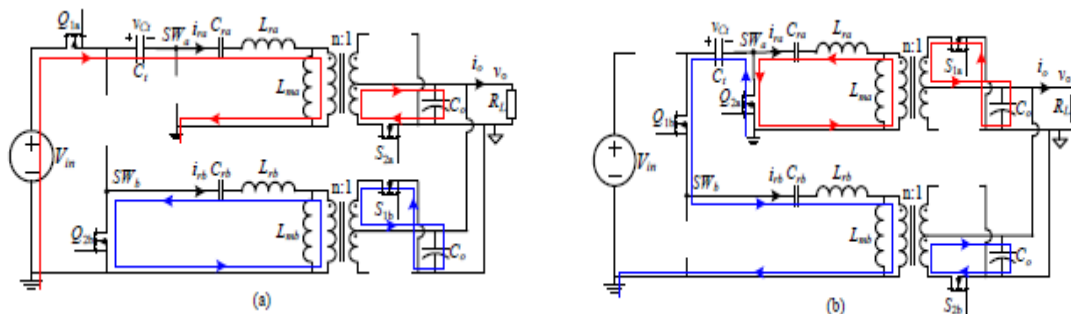 Q1a
vCt
+ −
Ct
SWa
ira
Cra
Lra
n:1
Lma
io
vo
Co
RL
S2a
+
−
Vin
SWb
irb
Crb
Lrb
n:1
S1b
Q2b
Lmb
Co
(a)
vCt
+ −
Ct
SWa
ira
Cra
Lra
n:1
S1a
Q2a
Lma
io
vo
Co
RL
Q1b
+
−
Vin
SWb
irb
Crb
Lrb
n:1
Lmb
Co
S2b
(b)